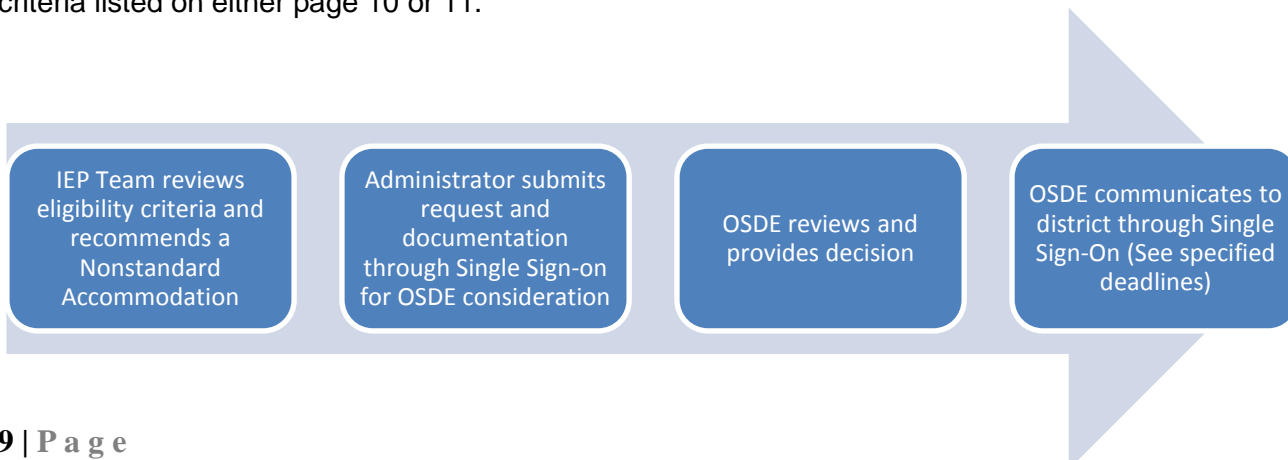 criteria listed on either page 10 or 11.
IEP Team reviews
eligibility criteria and
recommends a
Nonstandard
Accommodation
Administrator submits
request and
documentation
through Single Sign-on
for OSDE consideration
OSDE reviews and
provides decision
OSDE communicates to
district through Single
Sign-On (See specified
deadlines)
9 | P a g e